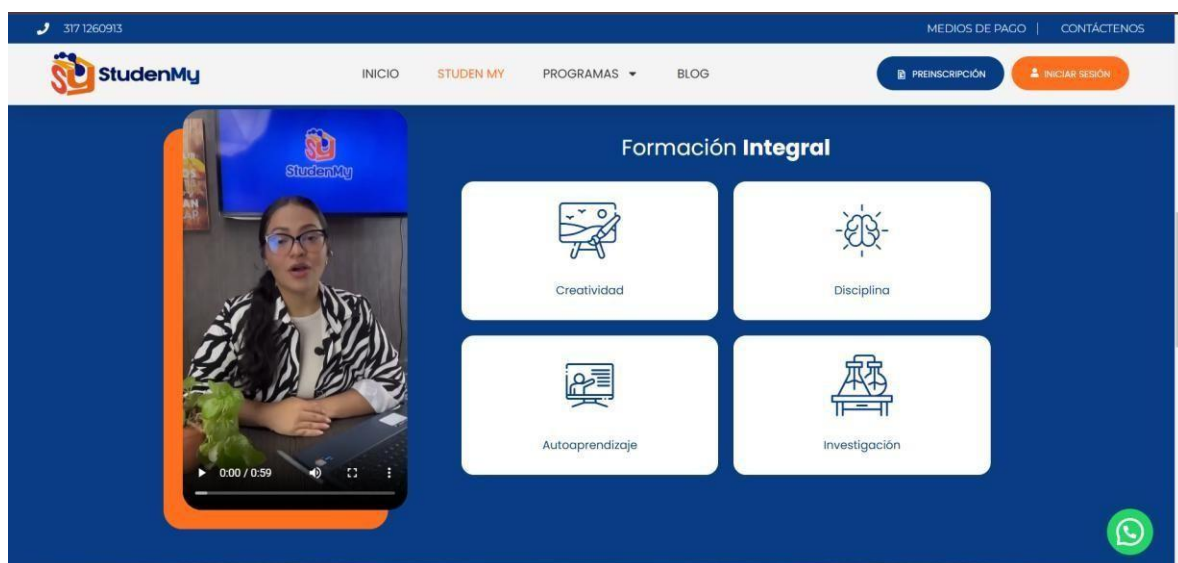 317 1260913
MEDIOS DE PAGO | CONTÁCTENOS
StudenMy
INICIO STUDEN MY PROGRAMAS BLOG
PREINSCRIPCIÓN
INICIAR SESIÓN
StudenMy
Formación Integral
Creatividad
Disciplina
Autoaprendizaje
Investigación
0:00 / 0:59